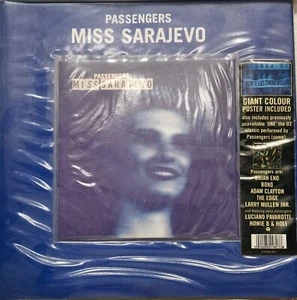 PASSENGERS
MISS SARAJEVO
PASSENGERS
MISS SARAJEVO
GIANT COLOUR
POSTER INCLUDED
also includes previously
unavailable 'ONE' the U2
classic performed by
Passengers (some)
Passengers are:
BRIAN ENO
BONO
ADAM CLAYTON
THE EDGE
LARRY MULLEN JNR.
LUCIANO PAVAROTTI
HOWIE B & HOLI